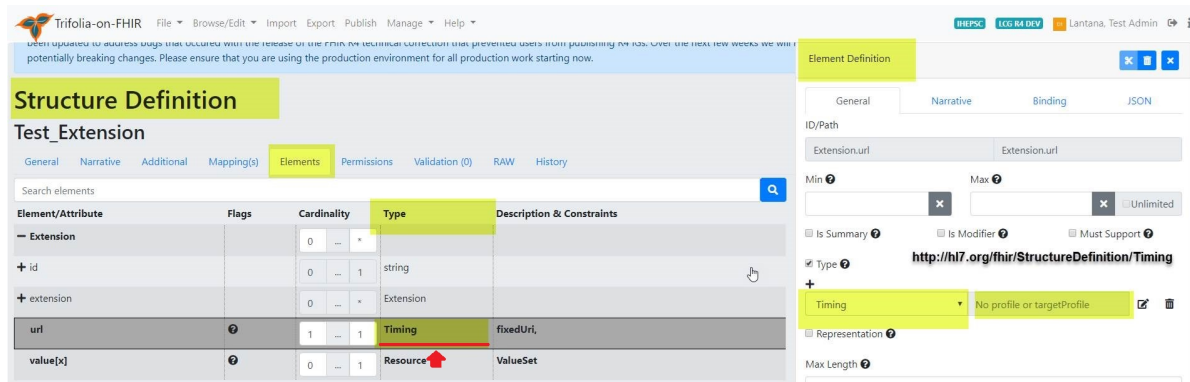 Trifolia-on-FHIR File Browse/Edit Import Export Publish Manage Help
IHEPSC LCG R4 DEV Lantana, Test Admin
been updated to address bugs that occured with the release of the FHIR R4 technical correction that prevented users from publishing R4 IGs. Over the next few weeks we will
potentially breaking changes. Please ensure that you are using the production environment for all production work starting now.
Structure Definition
Test_Extension
General Narrative Additional Mapping(s) Elements Permissions Validation (0) RAW History
Search elements
Element/Attribute Flags Cardinality Type Description & Constraints
Extension 0 ... *
id 0 ... 1 string
extension 0 ... * Extension
url 1 ... 1 Timing fixedUri,
value[x] 0 ... 1 Resource ValueSet
Element Definition
General Narrative Binding JSON
ID/Path
Extension.url Extension.url
Min Max
Unlimited
Is Summary Is Modifier Must Support
Type http://hl7.org/fhir/StructureDefinition/Timing
Timing No profile or targetProfile
Representation
Max Length